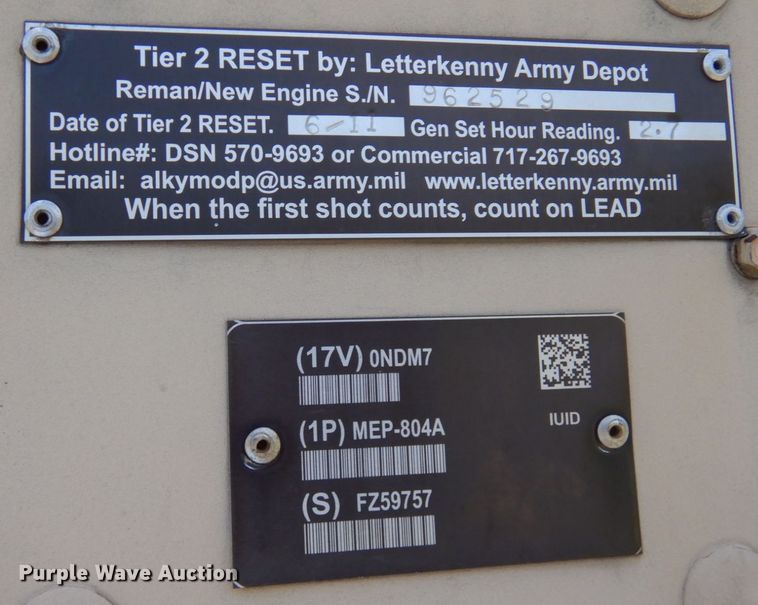 Tier 2 RESET by: Letterkenny Army Depot
Reman/New Engine S./N. 962529
Date of Tier 2 RESET. 6-11 Gen Set Hour Reading. 2.7
Hotline#: DSN 570-9693 or Commercial 717-267-9693
Email: alkymodp@us.army.mil www.letterkenny.army.mil
When the first shot counts, count on LEAD
(17V) 0NDM7
IUID
(1P) MEP-804A
(S) FZ59757
Purple Wave Auction